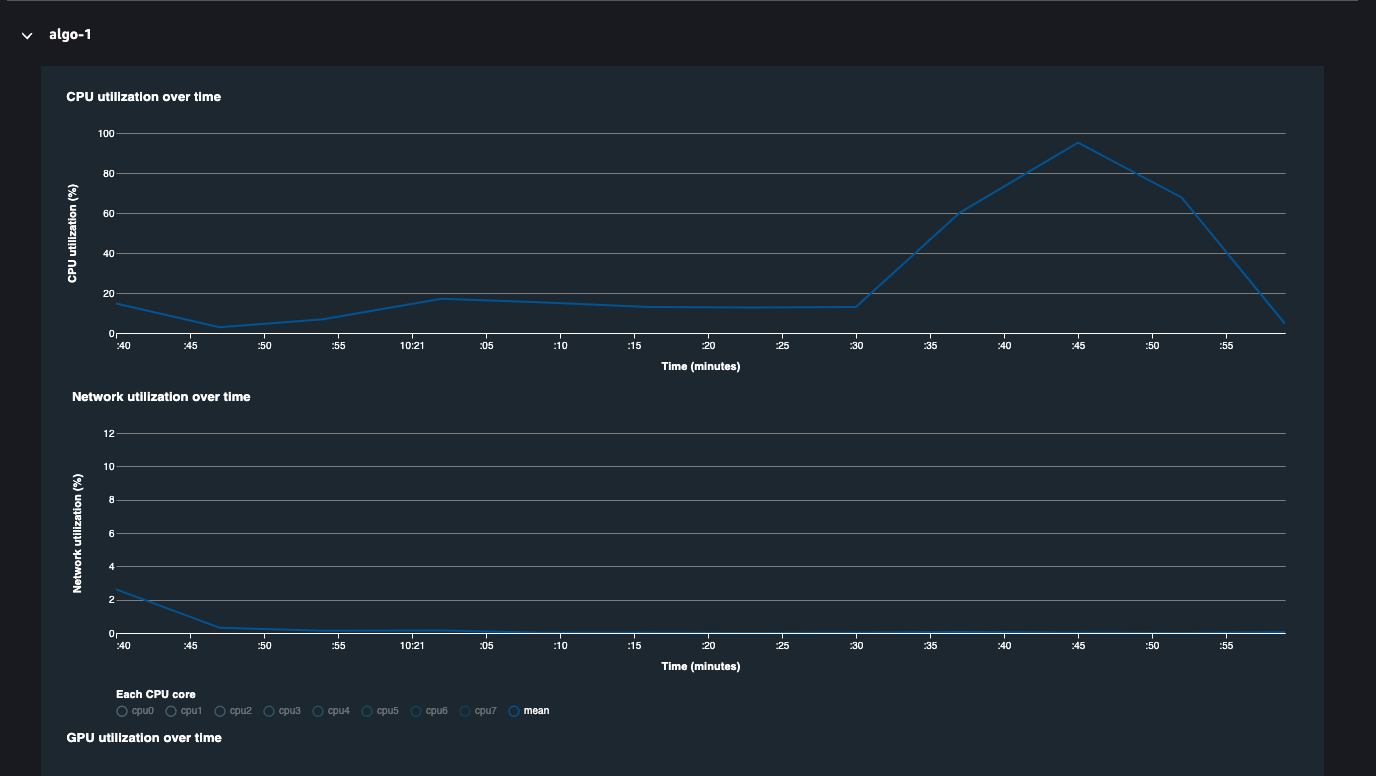 algo-1
CPU utilization over time
100
80
60
40
20
0
CPU utilization (%)
:40 :45 :50 :55 10:21 :05 :10 :15 :20 :25 :30 :35 :40 :45 :50 :55
Time (minutes)
Network utilization over time
12
10
8
6
4
2
0
Network utilization (%)
:40 :45 :50 :55 10:21 :05 :10 :15 :20 :25 :30 :35 :40 :45 :50 :55
Time (minutes)
Each CPU core
cpu0 cpu1 cpu2 cpu3 cpu4 cpu5 cpu6 cpu7 mean
GPU utilization over time